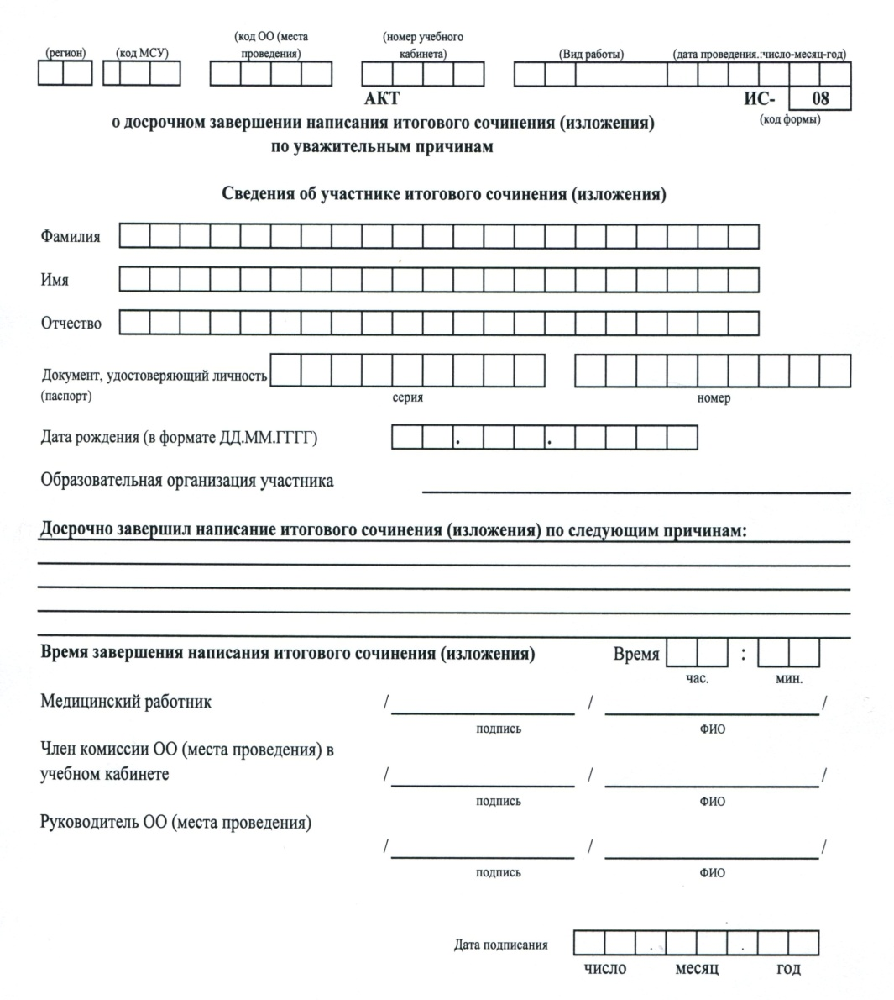 (регион) (код МСУ) (код ОО (места проведения) (номер учебного кабинета) (Вид работы) (дата проведения.:число-месяц-год)
АКТ ИС- 08
(код формы)
о досрочном завершении написания итогового сочинения (изложения)
по уважительным причинам
Сведения об участнике итогового сочинения (изложения)
Фамилия
Имя
Отчество
Документ, удостоверяющий личность
(паспорт) серия номер
Дата рождения (в формате ДД.ММ.ГГГГ) . .
Образовательная организация участника
Досрочно завершил написание итогового сочинения (изложения) по следующим причинам:
Время завершения написания итогового сочинения (изложения) Время :
час. мин.
Медицинский работник / / /
подпись ФИО
Член комиссии ОО (места проведения) в
учебном кабинете / / /
подпись ФИО
Руководитель ОО (места проведения)
/ / /
подпись ФИО
Дата подписания . .
число месяц год